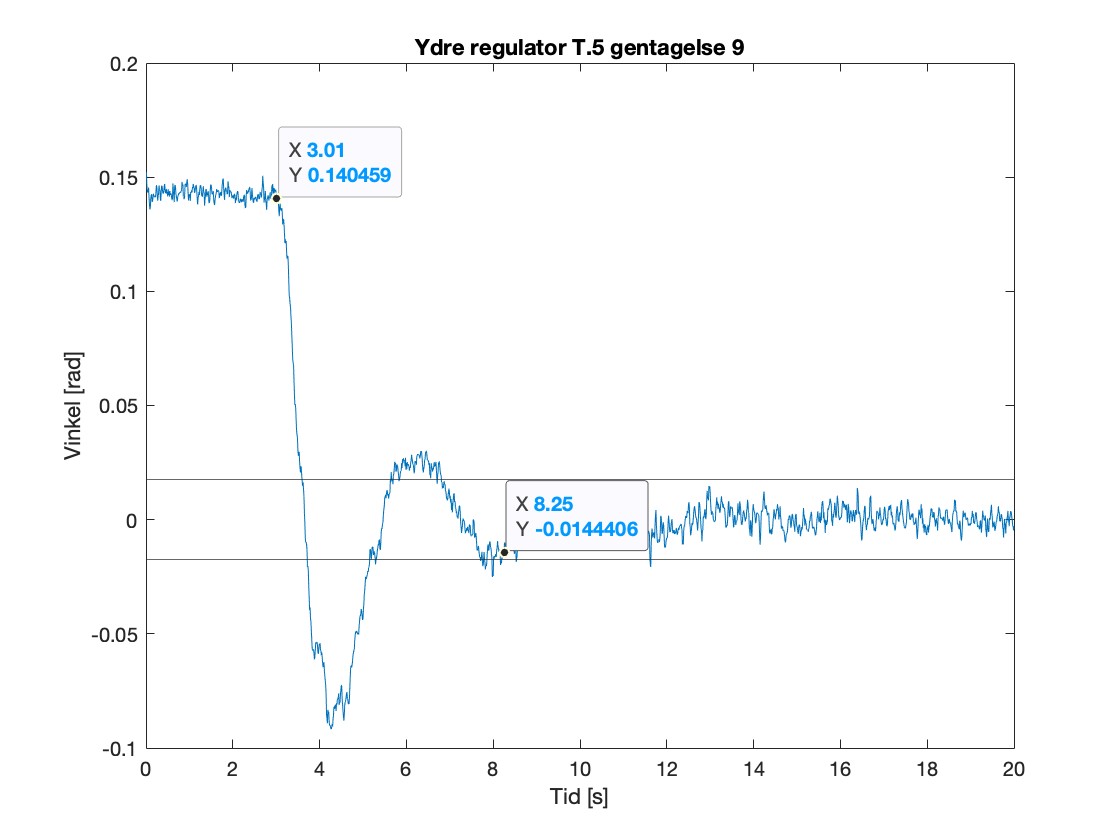 Ydre regulator T.5 gentagelse 9
0.2
0.15
0.1
0.05
0
-0.05
-0.1
Vinkel [rad]
X 3.01
Y 0.140459
X 8.25
Y -0.0144406
0 2 4 6 8 10 12 14 16 18 20
Tid [s]